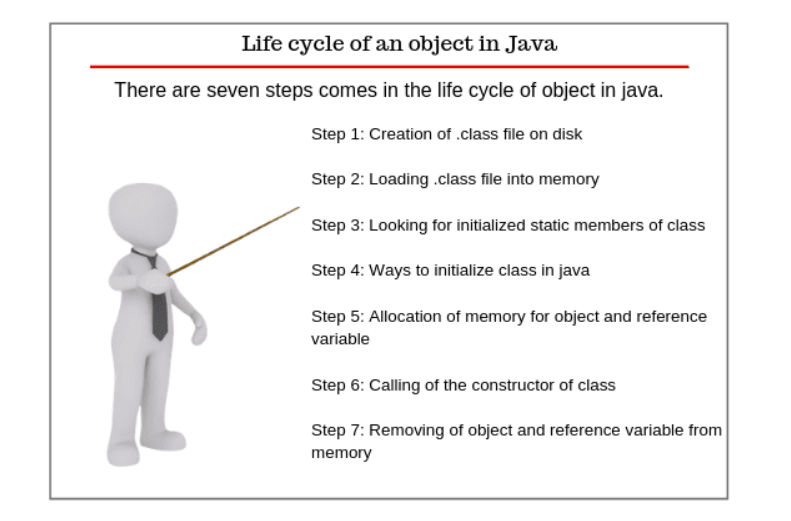 Life cycle of an object in Java
There are seven steps comes in the life cycle of object in java.
Step 1: Creation of .class file on disk
Step 2: Loading .class file into memory
Step 3: Looking for initialized static members of class
Step 4: Ways to initialize class in java
Step 5: Allocation of memory for object and reference
variable
Step 6: Calling of the constructor of class
Step 7: Removing of object and reference variable from
memory